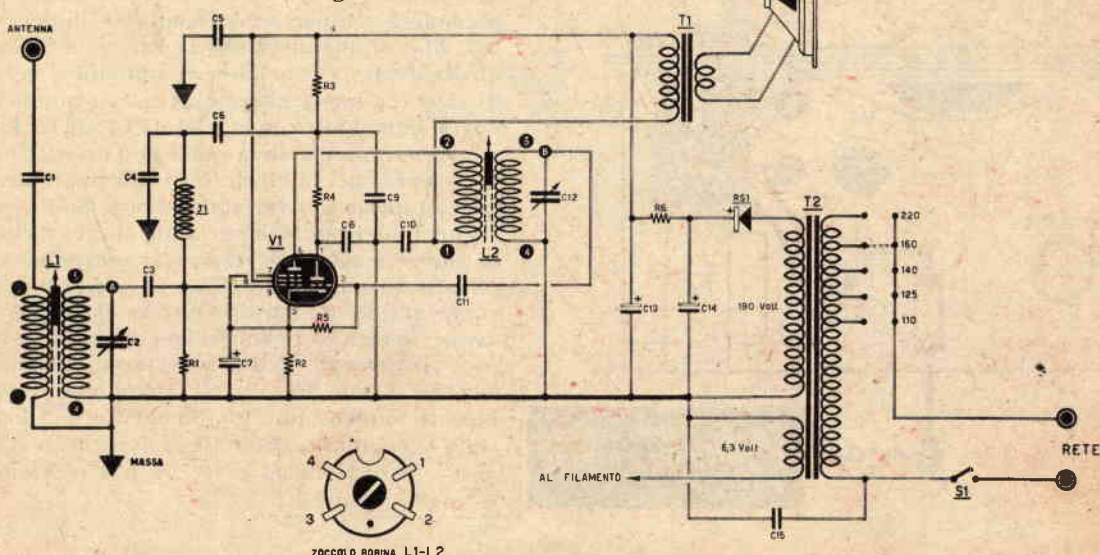 ANTENNA
C5
T1
R3
C6
C4
Z1
C1
R4
C9
2
3
B
C12
V1
C8
C10
1
L2
4
L1
3
A
C3
C11
C2
R1
C7
R5
R2
4
MASSA
R6
RS1
T2
C13
C14
190 Volt
220
160
140
125
110
6,3 Volt
AL FILAMENTO
RETE
S1
C15
4
1
3
2
ZOCCOLO BOBINA L1-L2